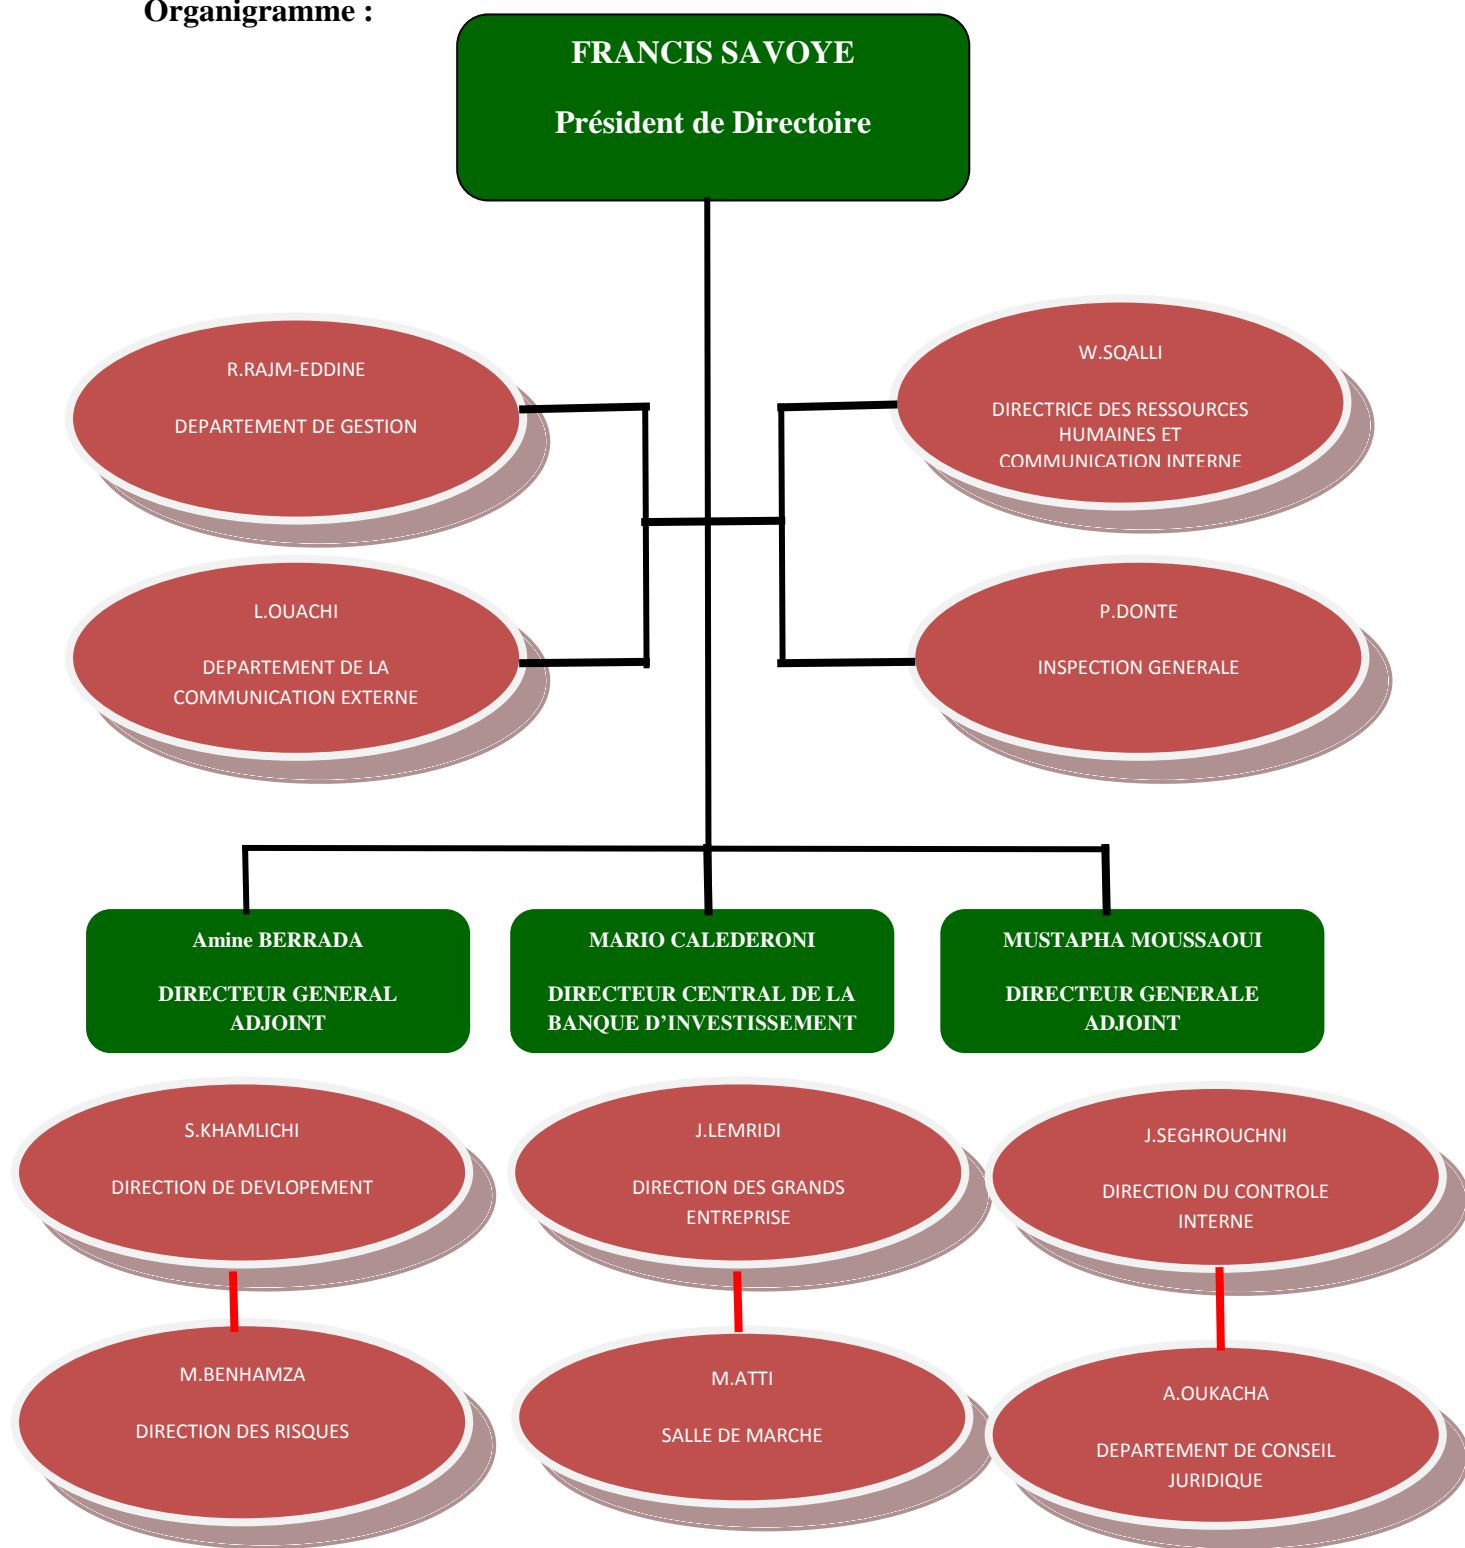 Organigramme :
FRANCIS SAVOYE
Président de Directoire
R.RAJM-EDDINE
DEPARTEMENT DE GESTION
W.SQALLI
DIRECTRICE DES RESSOURCES
HUMAINES ET
COMMUNICATION INTERNE
L.OUACHI
DEPARTEMENT DE LA
COMMUNICATION EXTERNE
P.DONTE
INSPECTION GENERALE
Amine BERRADA
DIRECTEUR GENERAL
ADJOINT
MARIO CALEDERONI
DIRECTEUR CENTRAL DE LA
BANQUE D’INVESTISSEMENT
MUSTAPHA MOUSSAOUI
DIRECTEUR GENERALE
ADJOINT
S.KHAMLICHI
DIRECTION DE DEVLOPEMENT
J.LEMRIDI
DIRECTION DES GRANDS
ENTREPRISE
J.SEGHROUCHNI
DIRECTION DU CONTROLE
INTERNE
M.BENHAMZA
DIRECTION DES RISQUES
M.ATTI
SALLE DE MARCHE
A.OUKACHA
DEPARTEMENT DE CONSEIL
JURIDIQUE